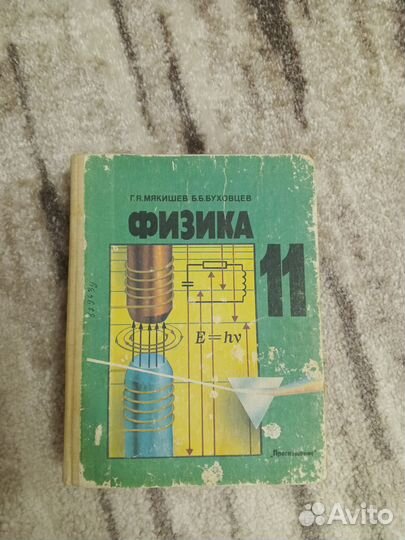 Г.Я.МЯКИШЕВ Б.Б.БУХОВЦЕВ
ФИЗИКА
11
E=hν
„Просвещение"
Avito